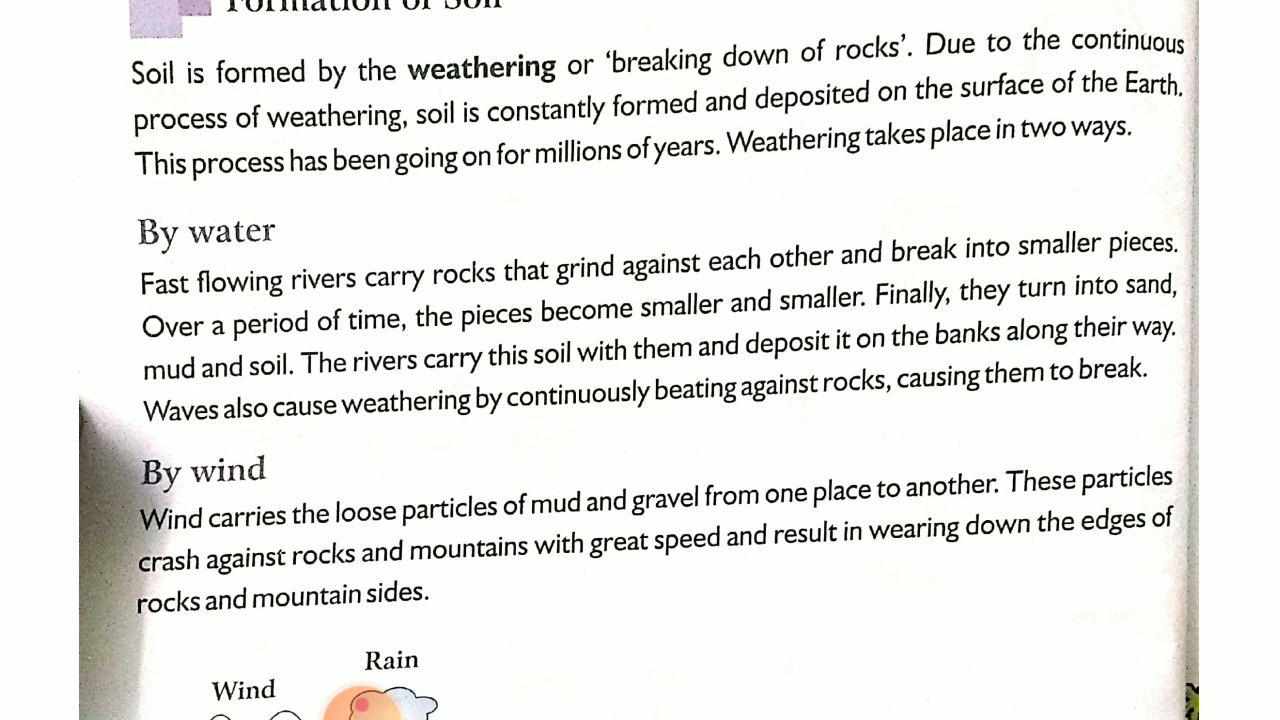 Formation of Soil
Soil is formed by the weathering or ‘breaking down of rocks’. Due to the continuous
process of weathering, soil is constantly formed and deposited on the surface of the Earth.
This process has been going on for millions of years. Weathering takes place in two ways.
By water
Fast flowing rivers carry rocks that grind against each other and break into smaller pieces.
Over a period of time, the pieces become smaller and smaller. Finally, they turn into sand,
mud and soil. The rivers carry this soil with them and deposit it on the banks along their way.
Waves also cause weathering by continuously beating against rocks, causing them to break.
By wind
Wind carries the loose particles of mud and gravel from one place to another. These particles
crash against rocks and mountains with great speed and result in wearing down the edges of
rocks and mountain sides.
Rain
Wind